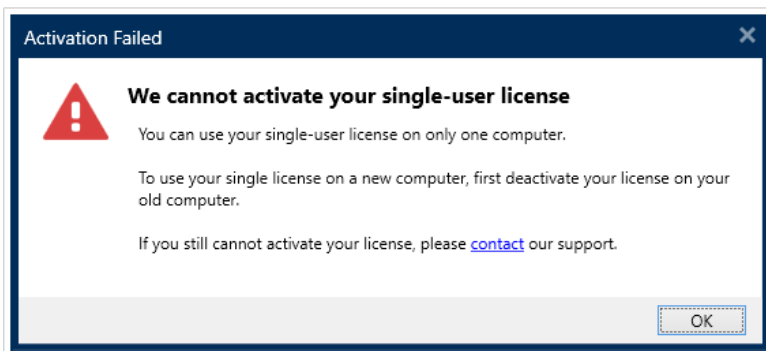 Activation Failed
We cannot activate your single-user license
You can use your single-user license on only one computer.
To use your single license on a new computer, first deactivate your license on your
old computer.
If you still cannot activate your license, please contact our support.
OK